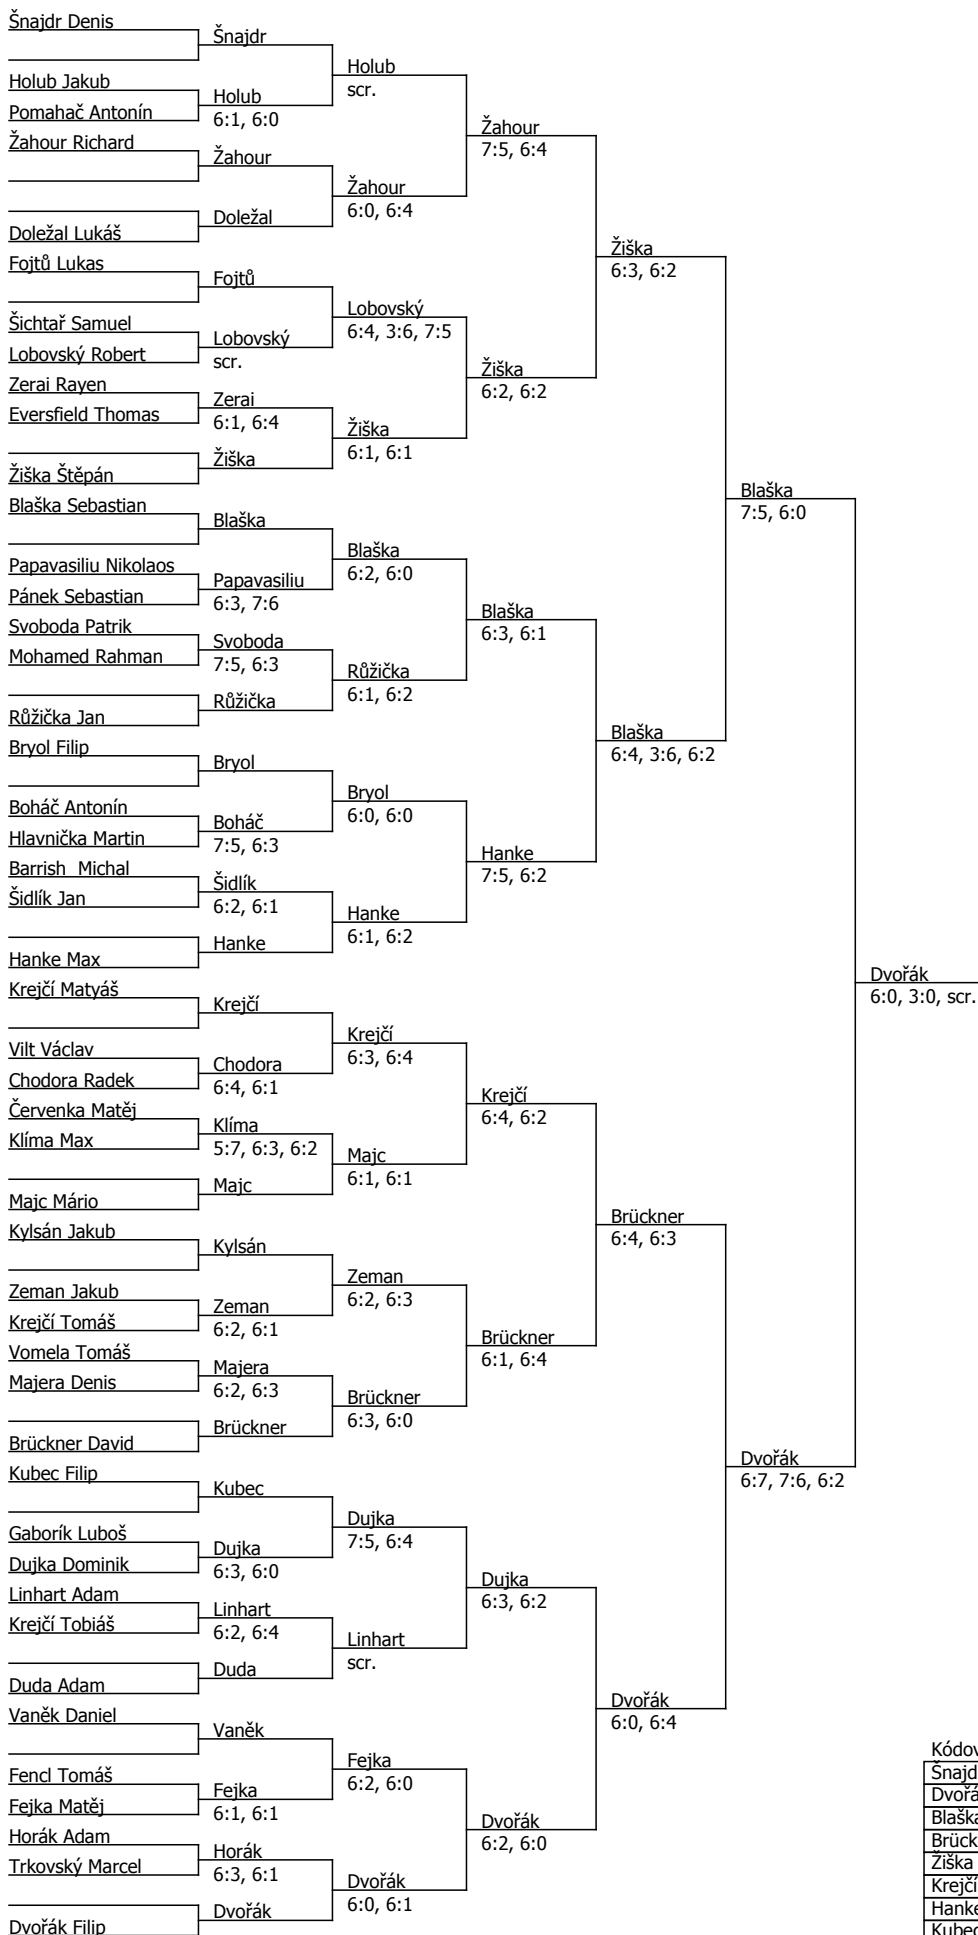 Šnajdr Denis
Holub Jakub
Pomahač Antonín
Žahour Richard
Doležal Lukáš
Fojtů Lukas
Šichtař Samuel
Lobovský Robert
Zerai Rayen
Eversfield Thomas
Žiška Štěpán
Blaška Sebastian
Papavasiliu Nikolaos
Pánek Sebastian
Svoboda Patrik
Mohamed Rahman
Růžička Jan
Bryol Filip
Boháč Antonín
Hlavnička Martin
Barrish  Michal
Šidlík Jan
Hanke Max
Krejčí Matyáš
Vilt Václav
Chodora Radek
Červenka Matěj
Klíma Max
Majc Mário
Kylsán Jakub
Zeman Jakub
Krejčí Tomáš
Vomela Tomáš
Majera Denis
Brückner David
Kubec Filip
Gaborík Luboš
Dujka Dominik
Linhart Adam
Krejčí Tobiáš
Duda Adam
Vaněk Daniel
Fencl Tomáš
Fejka Matěj
Horák Adam
Trkovský Marcel
Dvořák Filip
Šnajdr
Holub
6:1, 6:0
Žahour
Doležal
Fojtů
Lobovský
scr.
Zerai
6:1, 6:4
Žiška
Blaška
Papavasiliu
6:3, 7:6
Svoboda
7:5, 6:3
Růžička
Bryol
Boháč
7:5, 6:3
Šidlík
6:2, 6:1
Hanke
Krejčí
Chodora
6:4, 6:1
Klíma
5:7, 6:3, 6:2
Majc
Kylsán
Zeman
6:2, 6:1
Majera
6:2, 6:3
Brückner
Kubec
Dujka
6:3, 6:0
Linhart
6:2, 6:4
Duda
Vaněk
Fejka
6:1, 6:1
Horák
6:3, 6:1
Dvořák
Holub
scr.
Žahour
6:0, 6:4
Lobovský
6:4, 3:6, 7:5
Žiška
6:1, 6:1
Blaška
6:2, 6:0
Růžička
6:1, 6:2
Bryol
6:0, 6:0
Hanke
6:1, 6:2
Krejčí
6:3, 6:4
Majc
6:1, 6:1
Zeman
6:2, 6:3
Brückner
6:3, 6:0
Dujka
7:5, 6:4
Linhart
scr.
Fejka
6:2, 6:0
Dvořák
6:0, 6:1
Žahour
7:5, 6:4
Žiška
6:2, 6:2
Blaška
6:3, 6:1
Hanke
7:5, 6:2
Krejčí
6:4, 6:2
Brückner
6:1, 6:4
Dujka
6:3, 6:2
Dvořák
6:2, 6:0
Žiška
6:3, 6:2
Blaška
6:4, 3:6, 6:2
Brückner
6:4, 6:3
Dvořák
6:0, 6:4
Blaška
7:5, 6:0
Dvořák
6:7, 7:6, 6:2
Dvořák
6:0, 3:0, scr.
Kódov
Šnajd
Dvořá
Blaška
Brück
Žiška
Krejčí
Hanke
Kubec